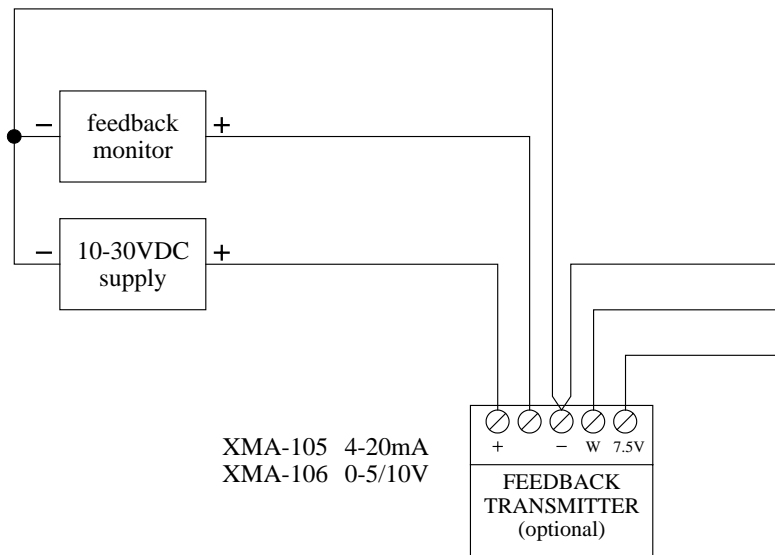 − feedback +
monitor
− 10-30VDC +
supply
XMA-105 4-20mA
XMA-106 0-5/10V
+ − W 7.5V
FEEDBACK
TRANSMITTER
(optional)